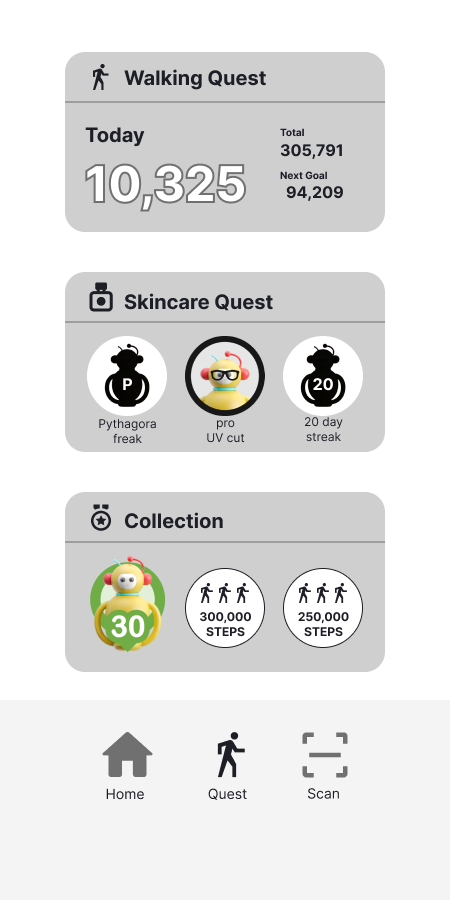 Walking Quest
Today
10,325
Total
305,791
Next Goal
94,209
Skincare Quest
P
20
Pythagora
freak
pro
UV cut
20 day
streak
Collection
30
300,000
STEPS
250,000
STEPS
Home
Quest
Scan